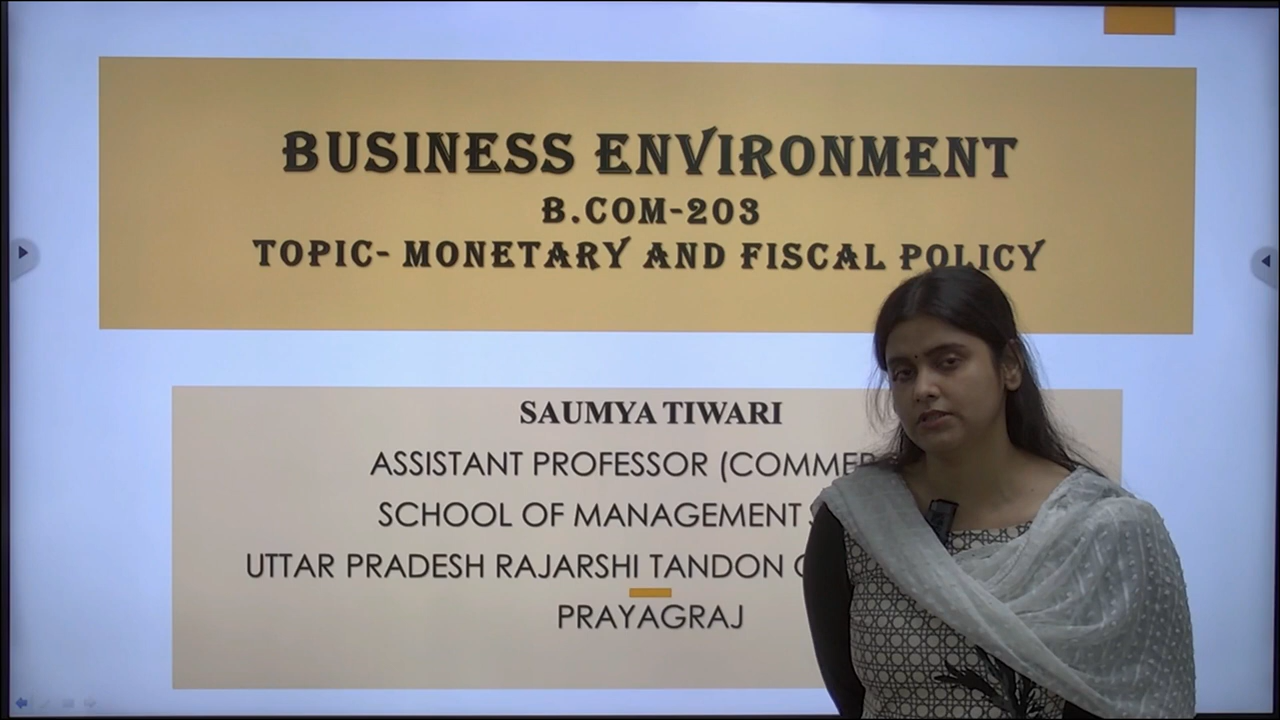 BUSINESS ENVIRONMENT
B.COM-203
TOPIC- MONETARY AND FISCAL POLICY
SAUMYA TIWARI
ASSISTANT PROFESSOR
SCHOOL OF MANAGEMENT
UTTAR PRADESH RAJARSHI TANDON
PRAYAGRAJ